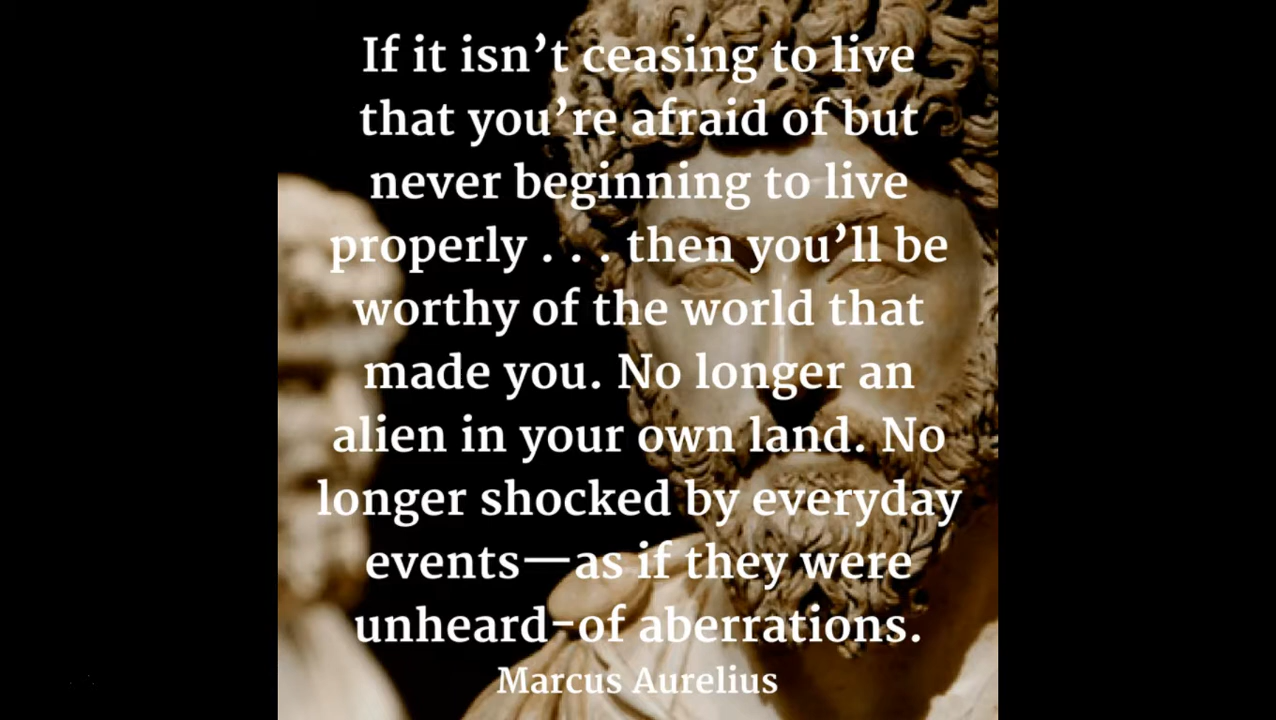 If it isn’t ceasing to live
that you’re afraid of but
never beginning to live
properly . . . then you’ll be
worthy of the world that
made you. No longer an
alien in your own land. No
longer shocked by everyday
events—as if they were
unheard-of aberrations.
Marcus Aurelius